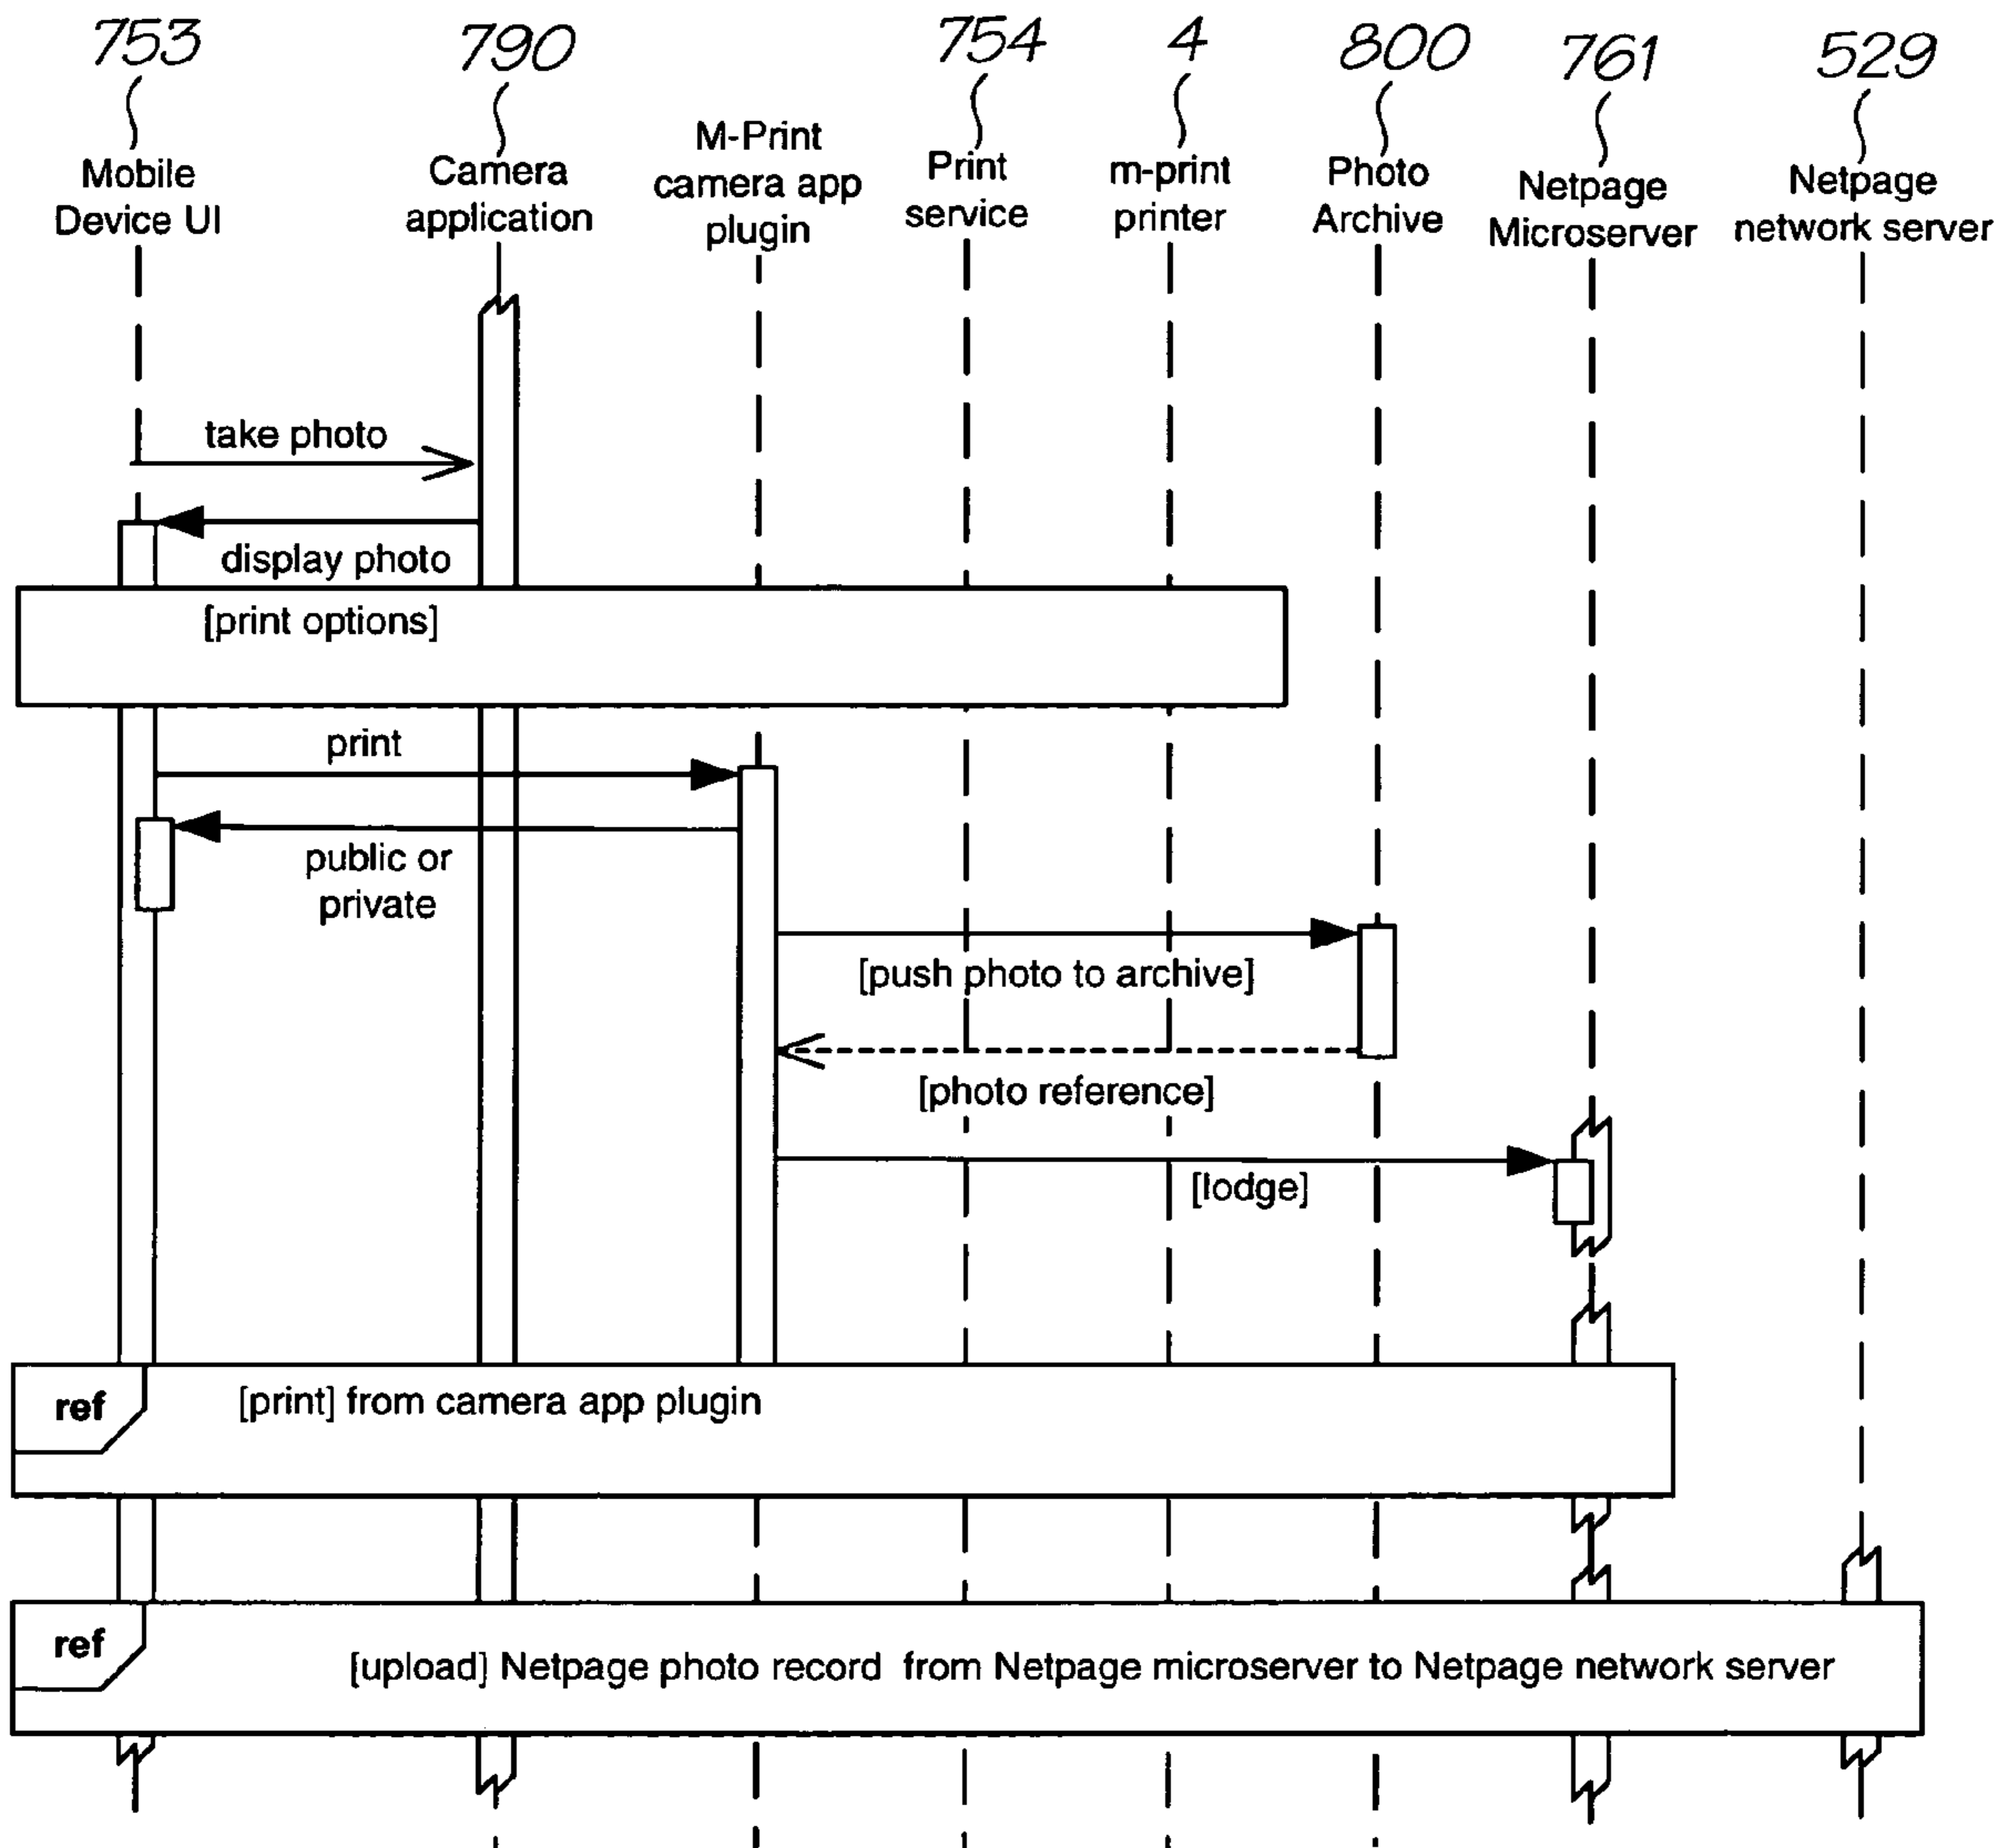 753
790
754
4
800
761
529
Mobile
Device UI
Camera
application
M-Print
camera app
plugin
Print
service
m-print
printer
Photo
Archive
Netpage
Microserver
Netpage
network server
take photo
display photo
[print options]
print
public or
private
[push photo to archive]
[photo reference]
[lodge]
ref
[print] from camera app plugin
ref
[upload] Netpage photo record from Netpage microserver to Netpage network server